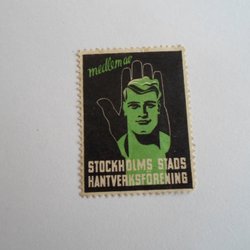 medlem av
STOCKHOLMS STADS
HANTVERKSFÖRENING